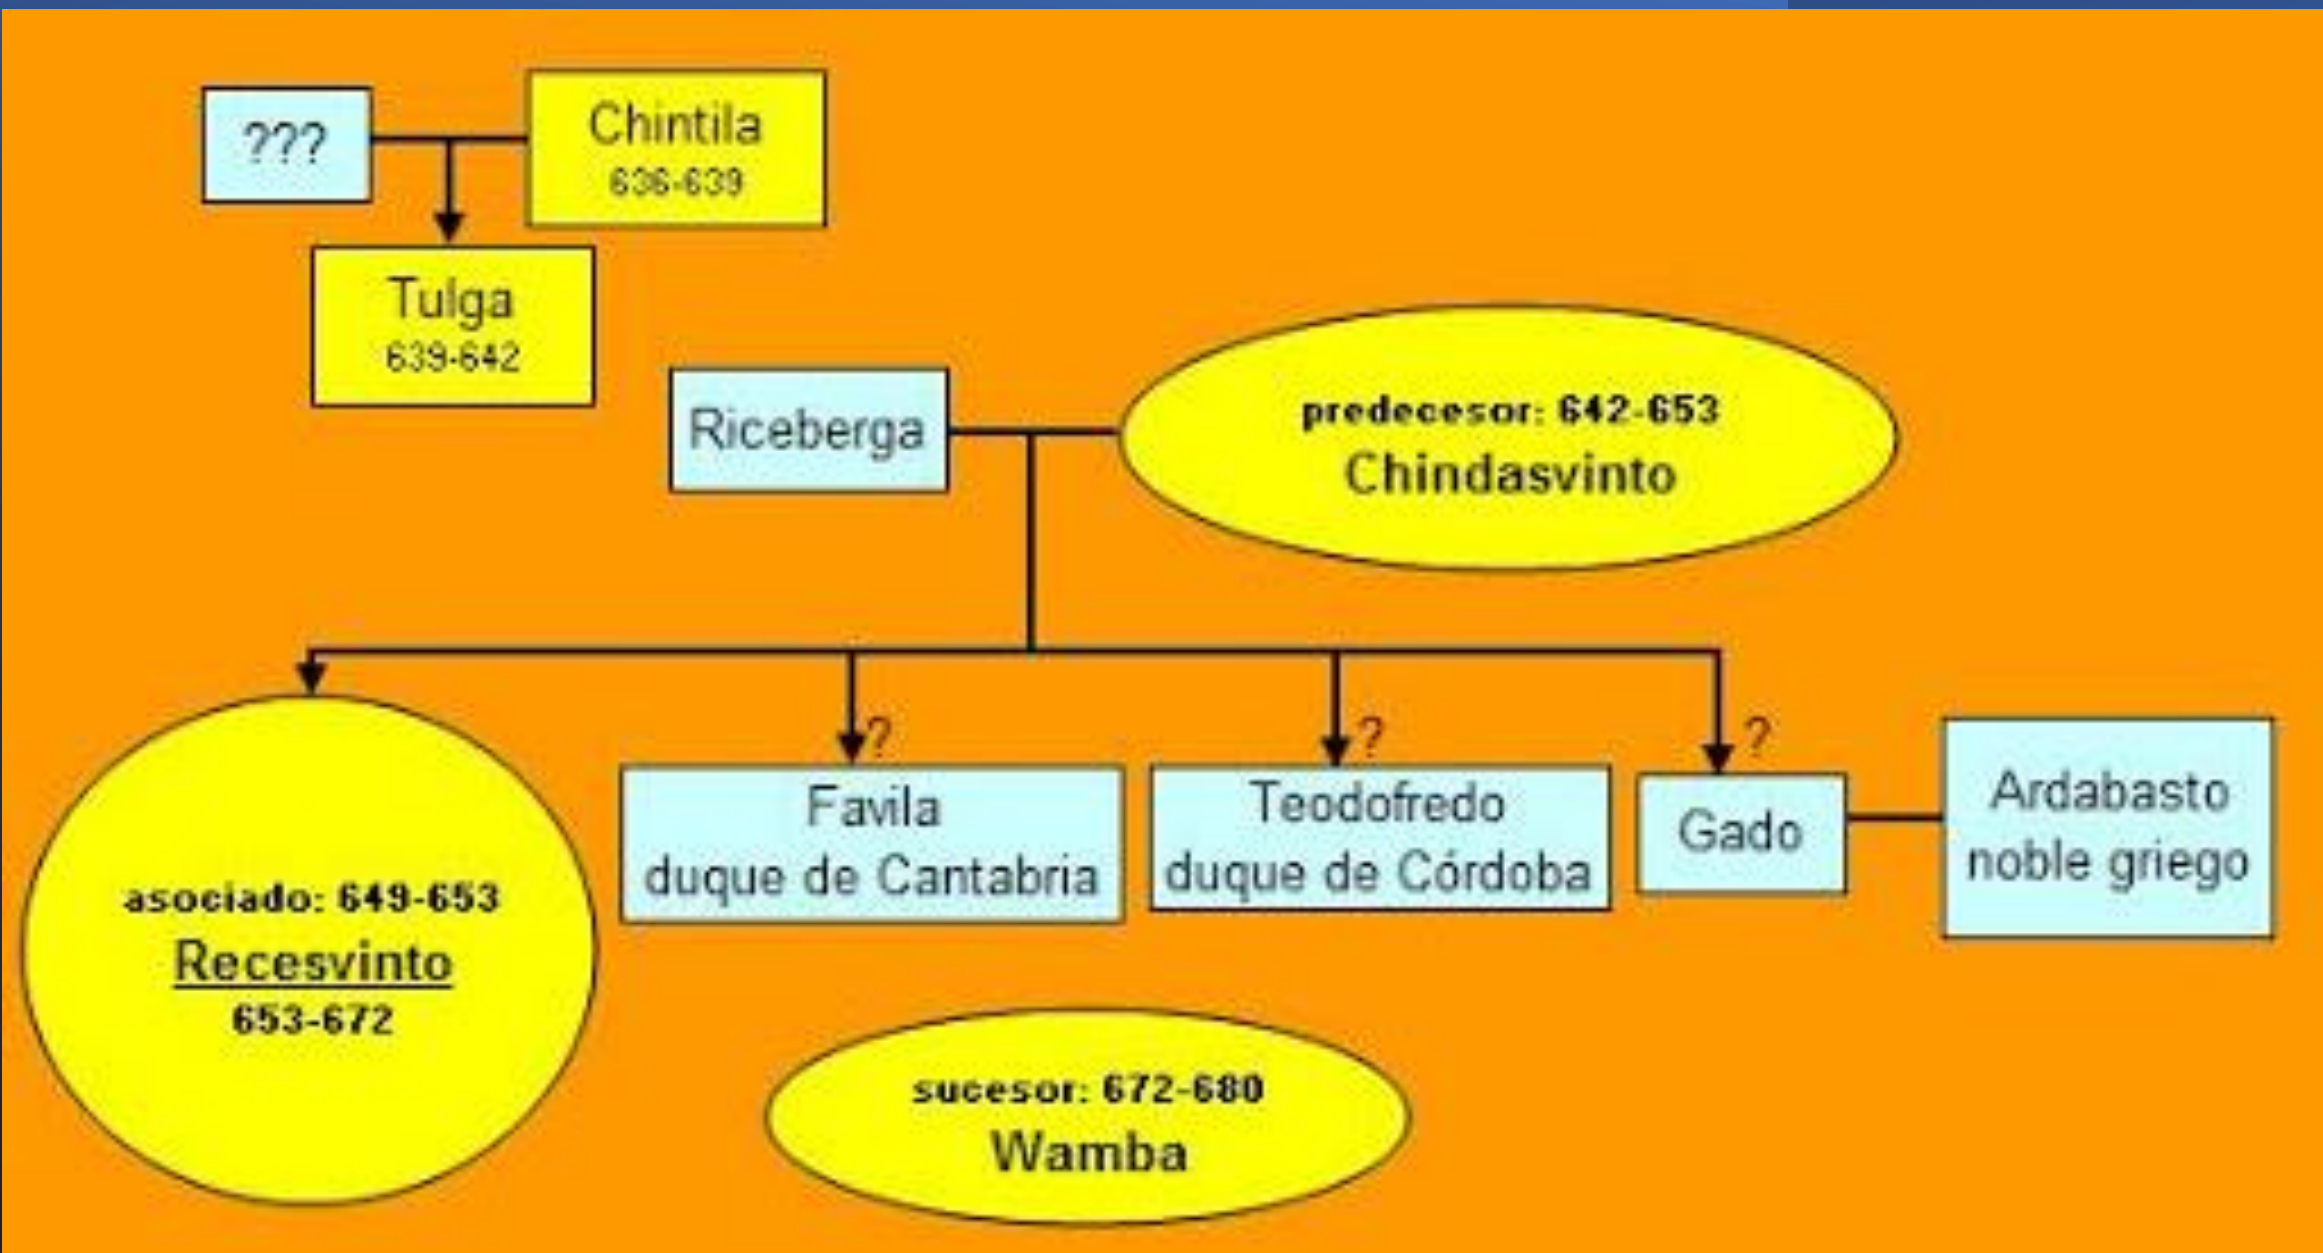 ???
Chintila
636-639
Tulga
639-642
Riceberga
predecesor: 642-653
Chindasvinto
?
?
?
asociado: 649-653
Recesvinto
653-672
Favila
duque de Cantabria
Teodofredo
duque de Córdoba
Gado
Ardabasto
noble griego
sucesor: 672-680
Wamba